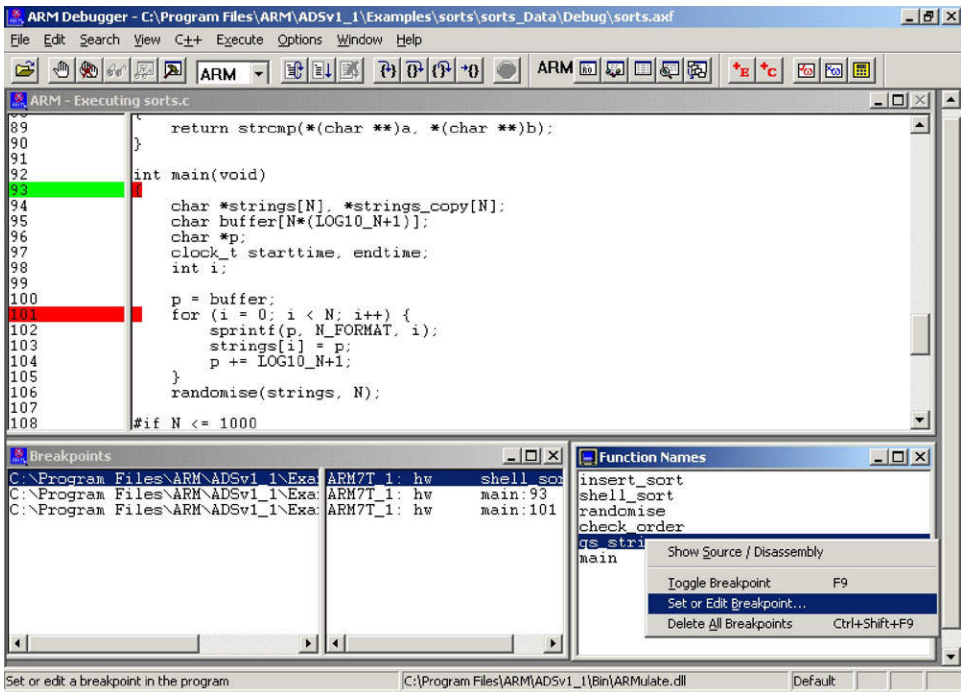 ARM Debugger - C:\Program Files\ARM\ADSv1_1\Examples\sorts\sorts_Data\Debug\sorts.axf
File Edit Search View C++ Execute Options Window Help
ARM ARM
ARM - Executing sorts.c
89 return strcmp(*(char **)a, *(char **)b);
90 }
91
92 int main(void)
93 {
94 char *strings[N], *strings_copy[N];
95 char buffer[N*(LOG10_N+1)];
96 char *p;
97 clock_t starttime, endtime;
98 int i;
99
100 p = buffer;
101 for (i = 0; i < N; i++) {
102 sprintf(p, N_FORMAT, i);
103 strings[i] = p;
104 p += LOG10_N+1;
105 }
106 randomise(strings, N);
107
108 #if N <= 1000
Breakpoints
C:\Program Files\ARM\ADSv1_1\Exa ARM7T_1: hw shell_sor
C:\Program Files\ARM\ADSv1_1\Exa ARM7T_1: hw main:93
C:\Program Files\ARM\ADSv1_1\Exa ARM7T_1: hw main:101
Function Names
insert_sort
shell_sort
randomise
check_order
qs_stri
main
Show Source / Disassembly
Toggle Breakpoint F9
Set or Edit Breakpoint...
Delete All Breakpoints Ctrl+Shift+F9
Set or edit a breakpoint in the program C:\Program Files\ARM\ADSv1_1\Bin\ARMulate.dll Default